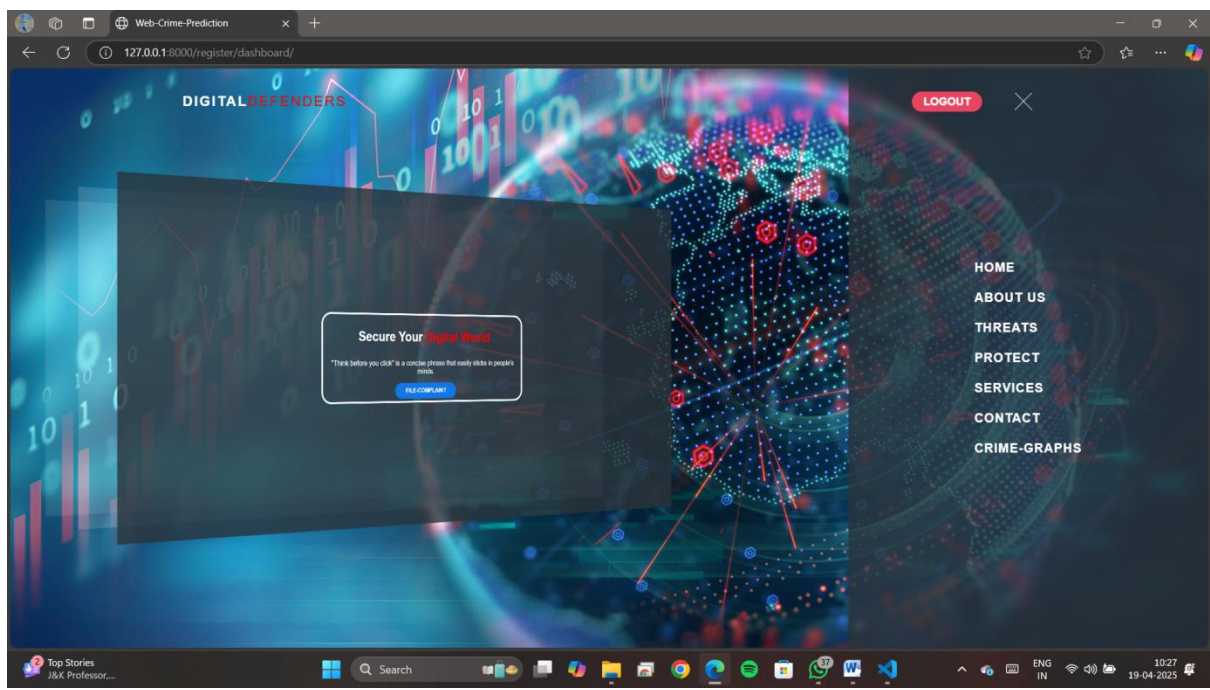 Web-Crime-Prediction
127.0.0.1:8000/register/dashboard/
DIGITALDEFENDERS
LOGOUT
HOME
ABOUT US
THREATS
PROTECT
SERVICES
CONTACT
CRIME-GRAPHS
Secure Your Digital World
"Think before you click" is a concise phrase that easily sticks in people's
minds.
FILE-COMPLAINT
2
Top Stories
J&K Professor,...
Search
37
ENG
IN
10:27
19-04-2025